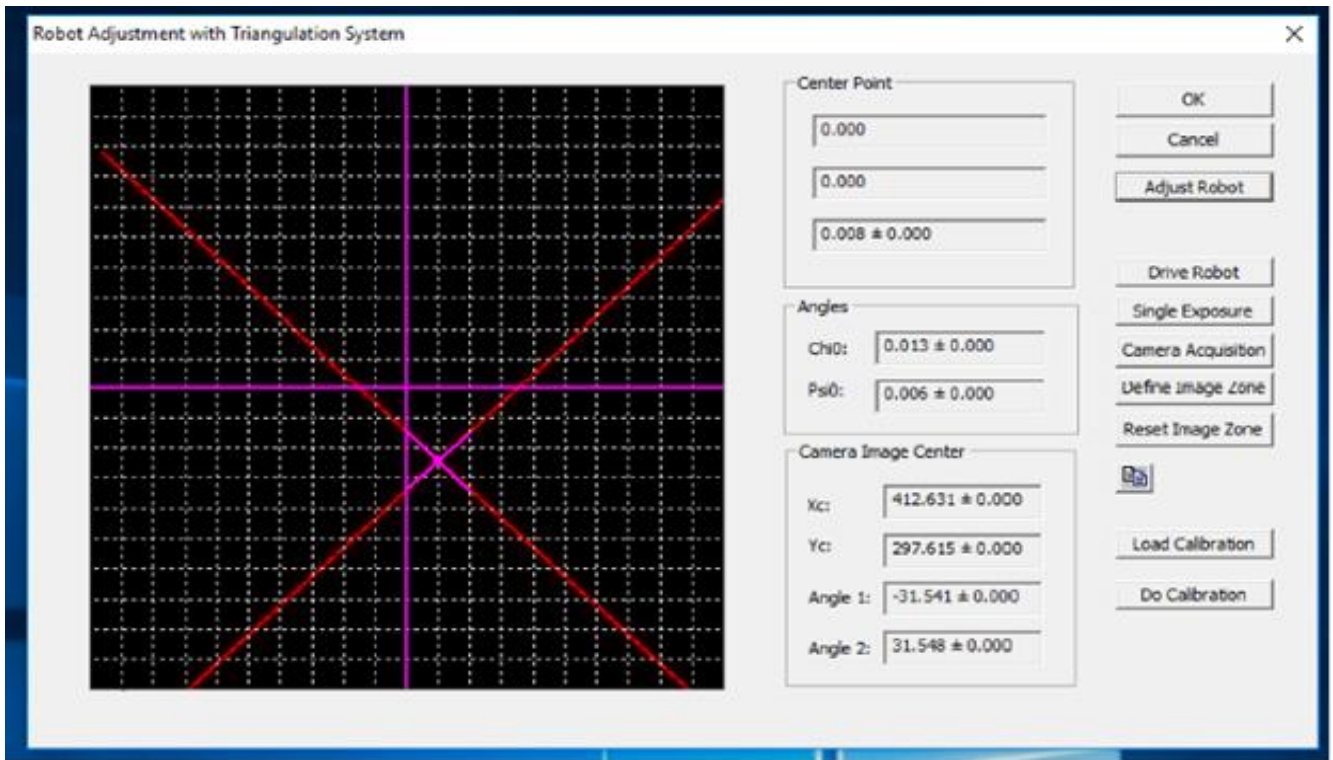 Robot Adjustment with Triangulation System
Center Point
0.000
0.000
0.008 ± 0.000
Angles
Chi0:
0.013 ± 0.000
Psi0:
0.006 ± 0.000
Camera Image Center
Xc:
412.631 ± 0.000
Yc:
297.615 ± 0.000
Angle 1:
-31.541 ± 0.000
Angle 2:
31.548 ± 0.000
OK
Cancel
Adjust Robot
Drive Robot
Single Exposure
Camera Acquisition
Define Image Zone
Reset Image Zone
Load Calibration
Do Calibration